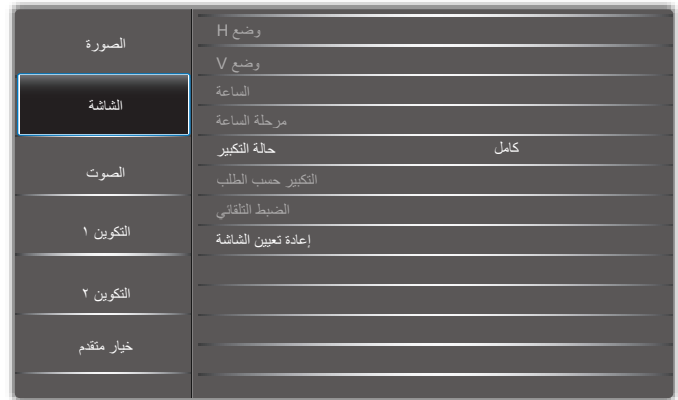 الصورة
الشاشة
الصوت
التكوين ١
التكوين ٢
خيار متقدم
وضع H
وضع V
الساعة
مرحلة الساعة
حالة التكبير كامل
التكبير حسب الطلب
الضبط التلقائي
إعادة تعيين الشاشة